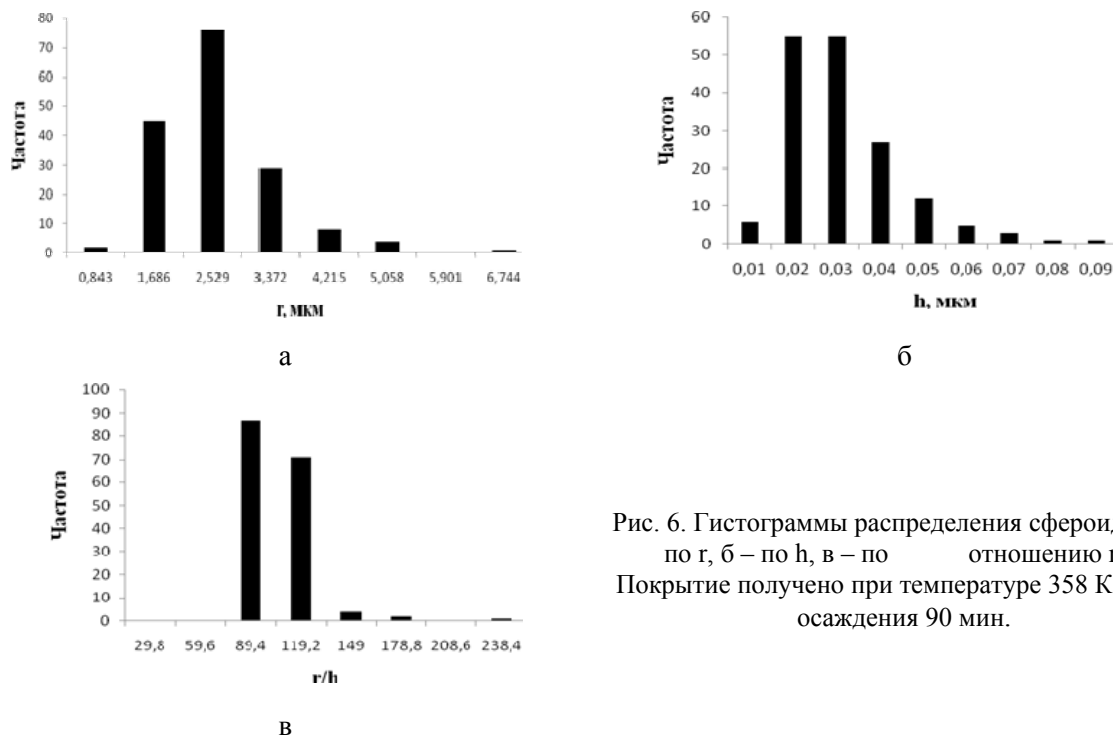 80
70
60
50
40
30
20
10
0
Частота
0,843 1,686 2,529 3,372 4,215 5,058 5,901 6,744
r, мкм
а
60
50
40
30
20
10
0
Частота
0,01 0,02 0,03 0,04 0,05 0,06 0,07 0,08 0,09
h, мкм
б
100
90
80
70
60
50
40
30
20
10
0
Частота
29,8 59,6 89,4 119,2 149 178,8 208,6 238,4
r/h
в
Рис. 6. Гистограммы распределения сфероид
по r, б – по h, в – по отношению
Покрытие получено при температуре 358 К
осаждения 90 мин.